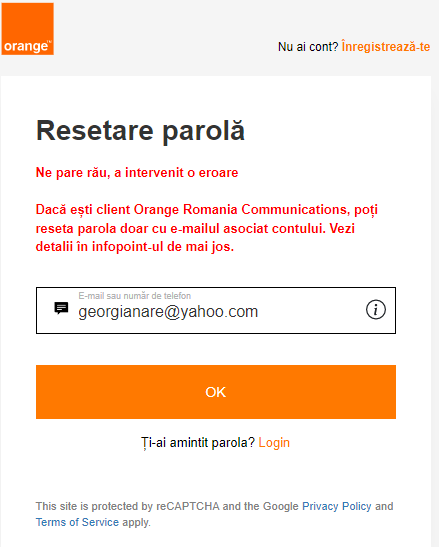 orange™
Nu ai cont? Înregistrează-te
Resetare parolă
Ne pare rău, a intervenit o eroare
Dacă ești client Orange Romania Communications, poți
reseta parola doar cu e-mailul asociat contului. Vezi
detalii în infopoint-ul de mai jos.
E-mail sau număr de telefon
georgianare@yahoo.com
OK
Ți-ai amintit parola? Login
This site is protected by reCAPTCHA and the Google Privacy Policy and
Terms of Service apply.